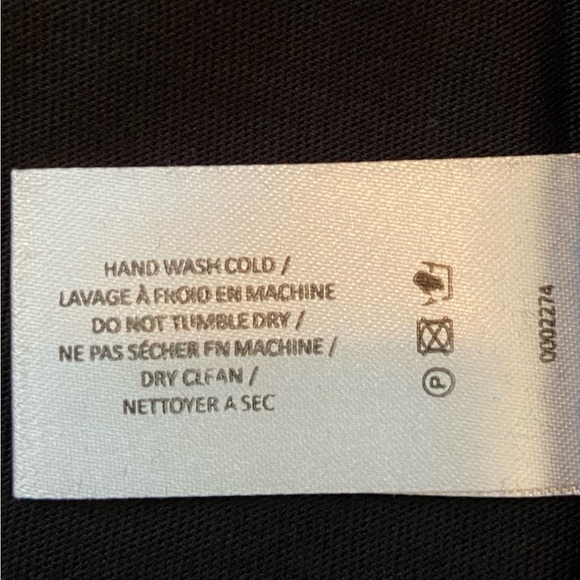 HAND WASH COLD /
LAVAGE À FROID EN MACHINE
DO NOT TUMBLE DRY /
NE PAS SÉCHER EN MACHINE /
DRY CLEAN /
NETTOYER A SEC
P
0002274